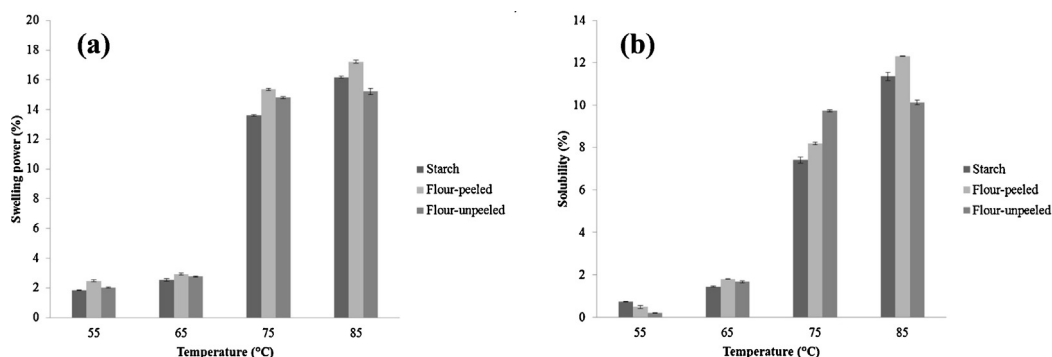 (a)
Swelling power (%)
20
18
16
14
12
10
8
6
4
2
0
55
65
75
85
Temperature (°C)
Starch
Flour-peeled
Flour-unpeeled
(b)
Solubility (%)
14
12
10
8
6
4
2
0
55
65
75
85
Temperature (°C)
Starch
Flour-peeled
Flour-unpeeled